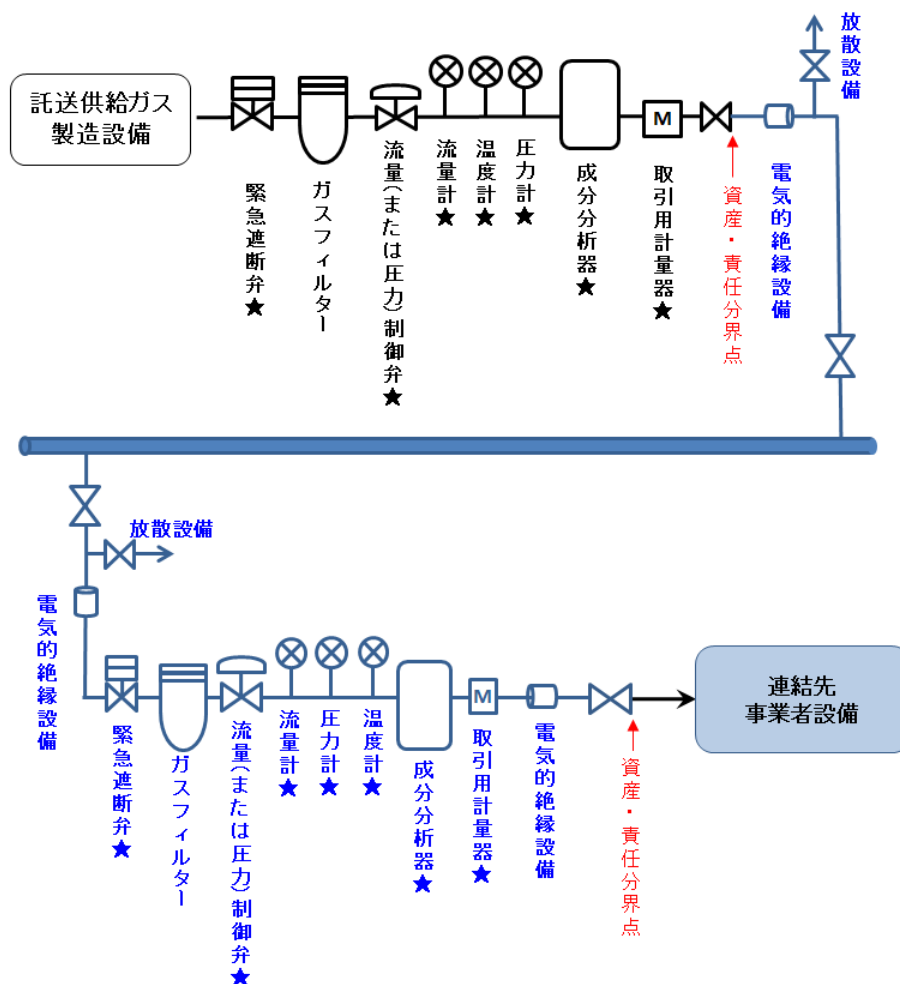 放散設備
託送供給ガス
製造設備
緊急遮断弁★
ガスフィルター
流量(または圧力)制御弁★
流量計★
温度計★
圧力計★
成分分析器★
M
取引用計量器★
資産・責任分界点
電気的絶縁設備
放散設備
電気的絶縁設備
緊急遮断弁★
ガスフィルター
流量(または圧力)制御弁★
流量計★
圧力計★
温度計★
成分分析器★
M
取引用計量器★
電気的絶縁設備
資産・責任分界点
連結先
事業者設備